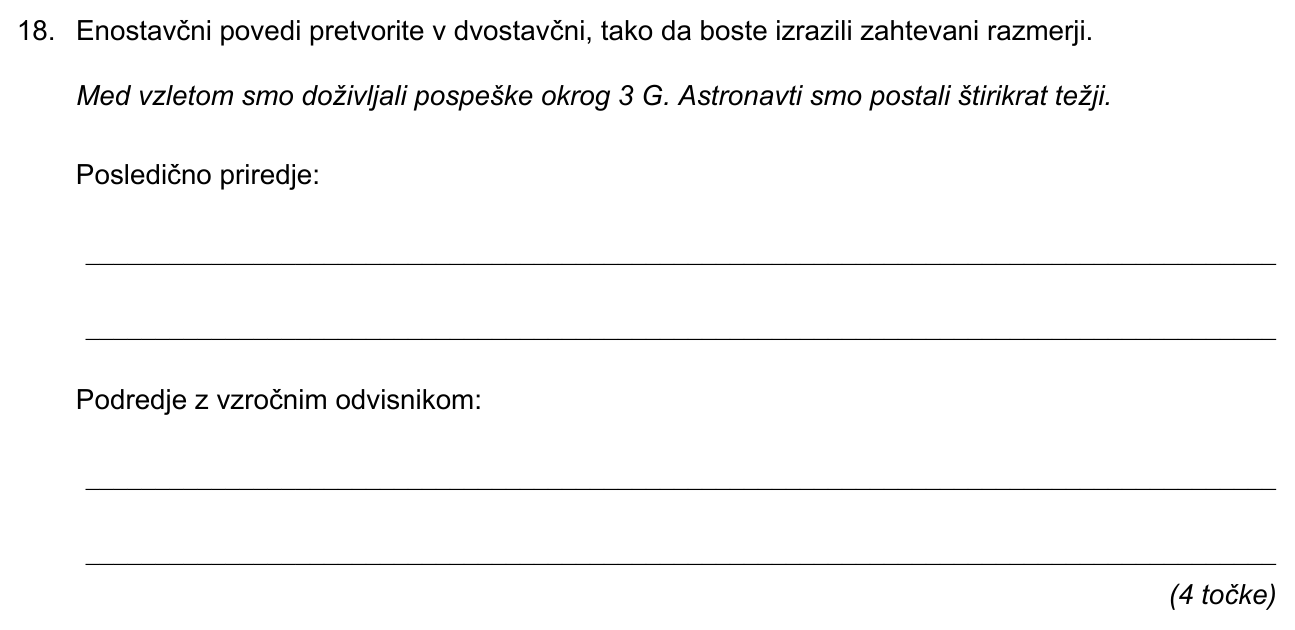 18. Enostavčni povedi pretvorite v dvostavčni, tako da boste izrazili zahtevani razmerji.
Med vzletom smo doživljali pospeške okrog 3 G. Astronavti smo postali štirikrat težji.
Posledično priredje:
Podredje z vzročnim odvisnikom:
(4 točke)